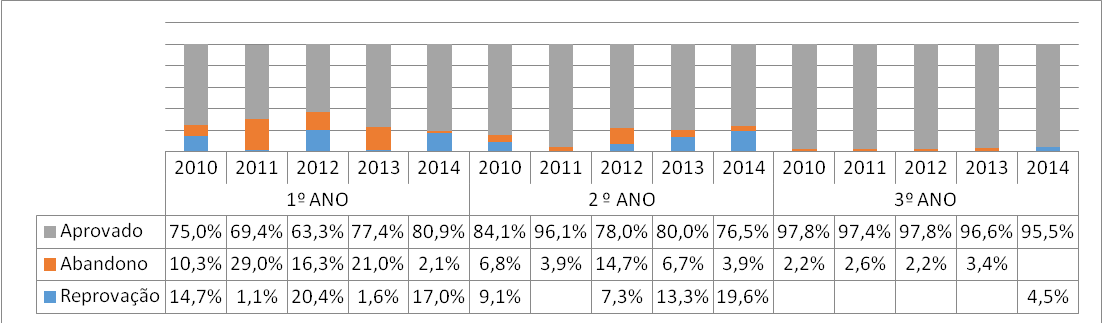 2010 2011 2012 2013 2014 2010 2011 2012 2013 2014 2010 2011 2012 2013 2014
1º ANO 2 º ANO 3º ANO
Aprovado 75,0% 69,4% 63,3% 77,4% 80,9% 84,1% 96,1% 78,0% 80,0% 76,5% 97,8% 97,4% 97,8% 96,6% 95,5%
Abandono 10,3% 29,0% 16,3% 21,0% 2,1% 6,8% 3,9% 14,7% 6,7% 3,9% 2,2% 2,6% 2,2% 3,4%
Reprovação 14,7% 1,1% 20,4% 1,6% 17,0% 9,1% 7,3% 13,3% 19,6% 4,5%